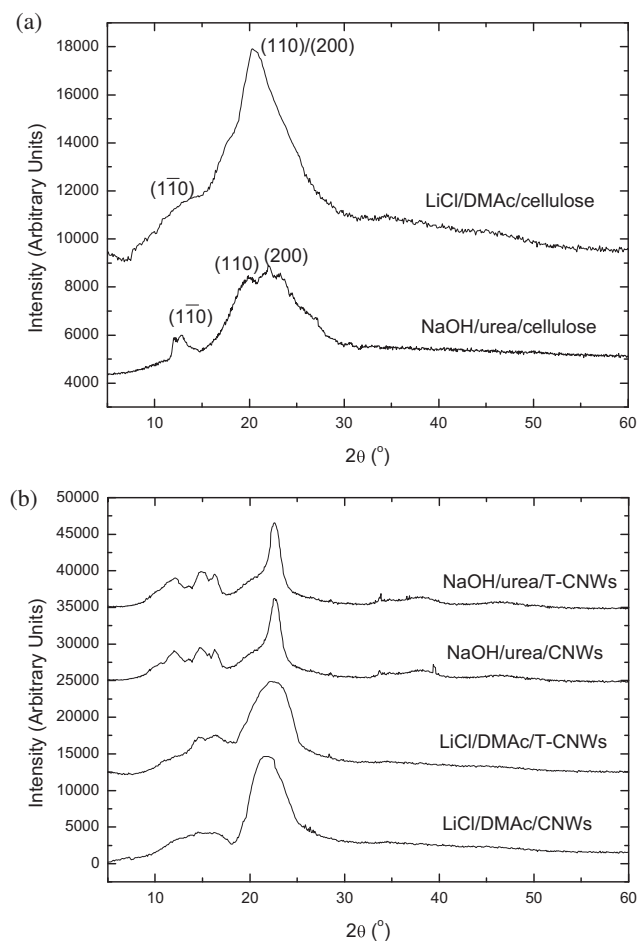 (a)
18000
16000
14000
12000
10000
8000
6000
4000
Intensity (Arbitrary Units)
(110)/(200)
(11̅0)
LiCl/DMAc/cellulose
(110)
(200)
(11̅0)
NaOH/urea/cellulose
10 20 30 40 50 60
2θ (°)
(b)
50000
45000
40000
35000
30000
25000
20000
15000
10000
5000
0
Intensity (Arbitrary Units)
NaOH/urea/T-CNWs
NaOH/urea/CNWs
LiCl/DMAc/T-CNWs
LiCl/DMAc/CNWs
10 20 30 40 50 60
2θ (°)